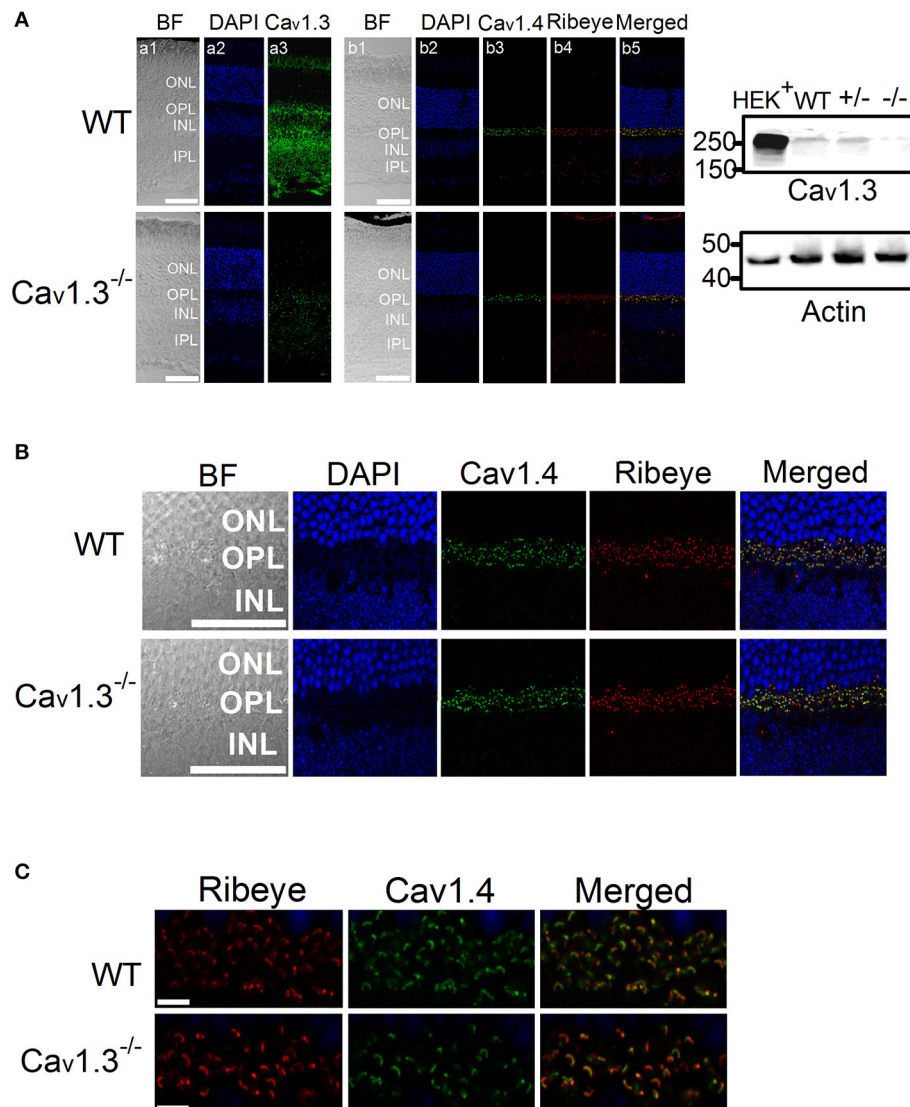 A
BF DAPI Cav1.3 BF DAPI Cav1.4 Ribeye Merged
a1 a2 a3 b1 b2 b3 b4 b5
WT
ONL ONL
OPL OPL
INL INL
IPL IPL
Cav1.3-/-
ONL ONL
OPL OPL
INL INL
IPL IPL
HEK+ WT +/- -/-
250
150
Cav1.3
50
40
Actin
B
BF DAPI Cav1.4 Ribeye Merged
WT
ONL
OPL
INL
Cav1.3-/-
ONL
OPL
INL
C
Ribeye Cav1.4 Merged
WT
Cav1.3-/-